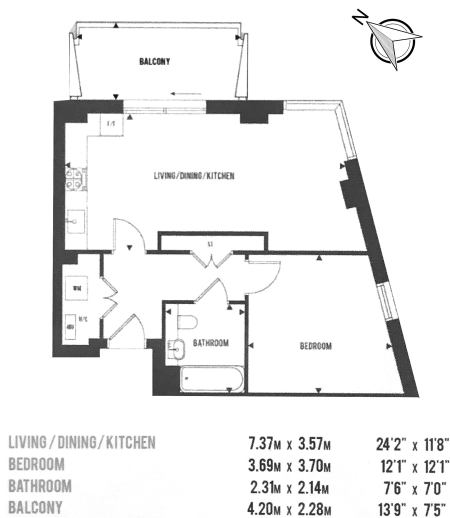 N
BALCONY
F/F
LIVING/DINING/KITCHEN
WM
BATHROOM
BEDROOM
LIVING/DINING/KITCHEN 7.37M X 3.57M 24'2" X 11'8"
BEDROOM 3.69M X 3.70M 12'1" X 12'1"
BATHROOM 2.31M X 2.14M 7'6" X 7'0"
BALCONY 4.20M X 2.28M 13'9" X 7'5"